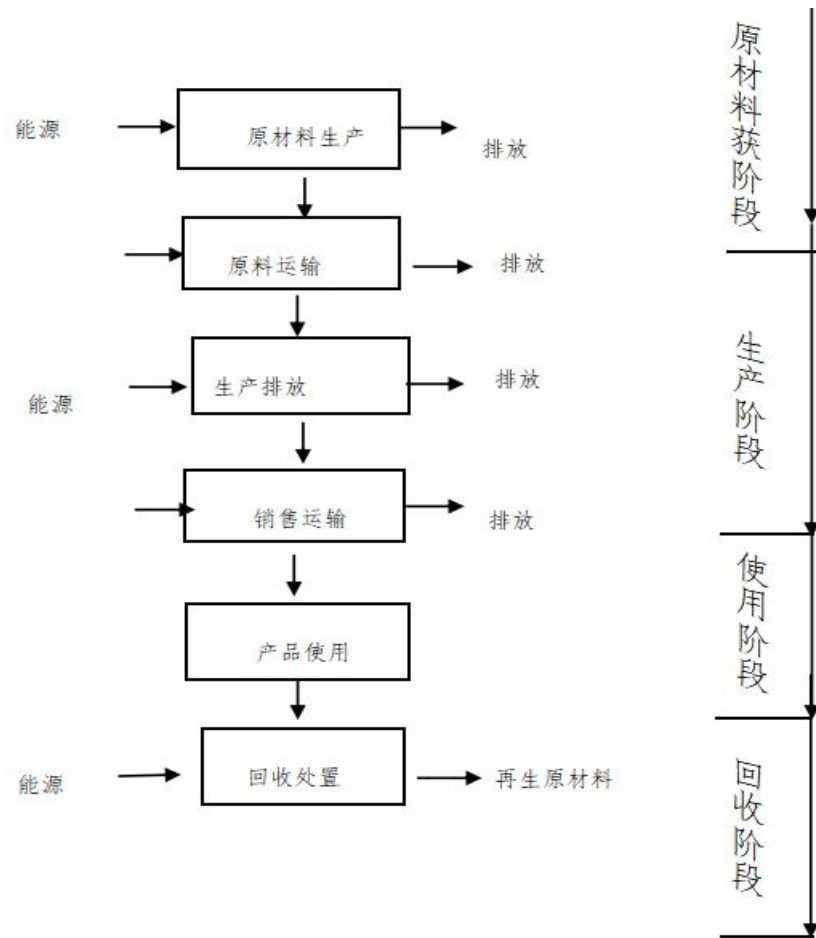 能源
原材料生产
排放
原料运输
排放
能源
生产排放
排放
销售运输
排放
产品使用
能源
回收处置
再生原材料
原材料获阶段
生产阶段
使用阶段
回收阶段